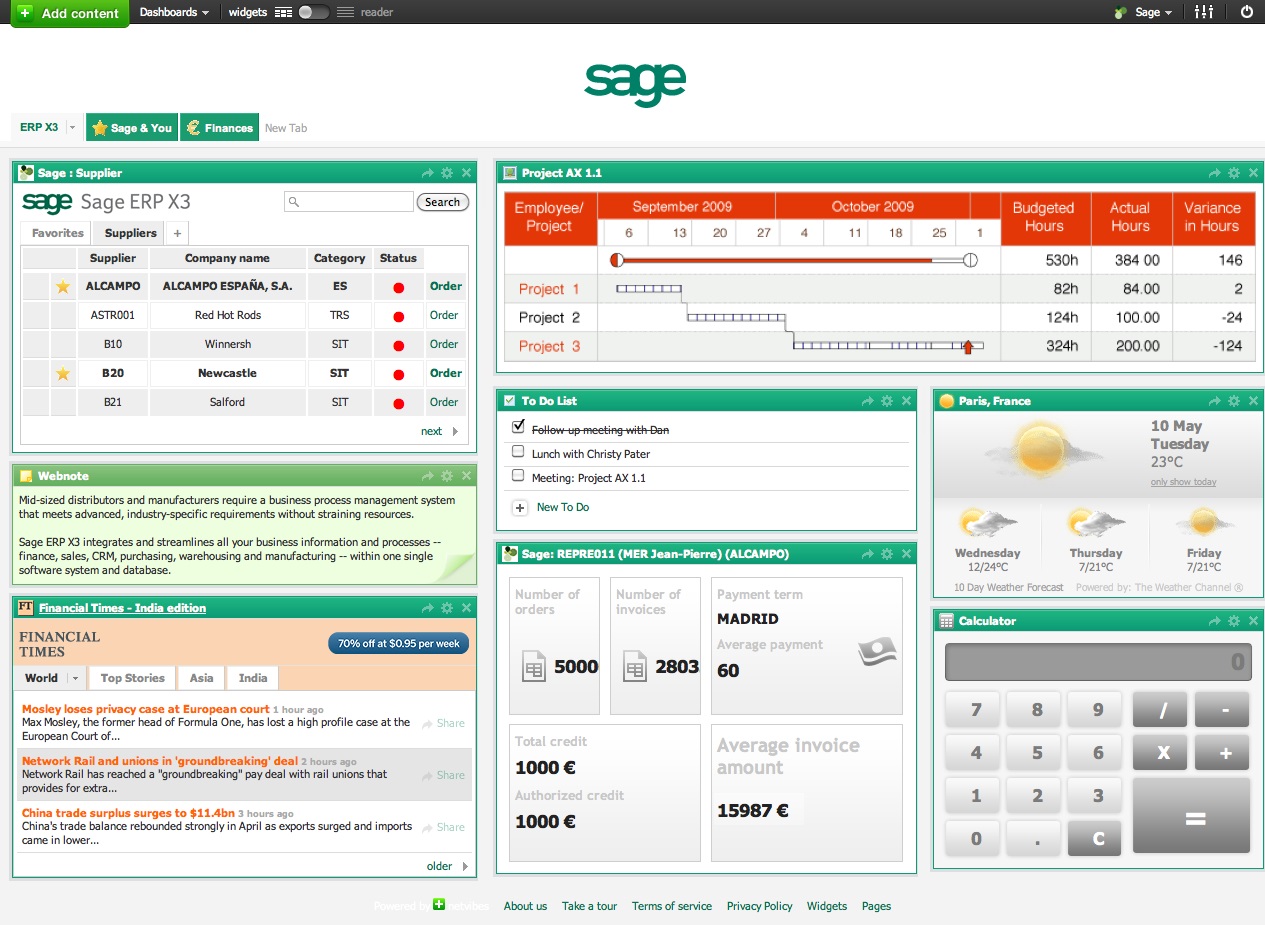 Add content Dashboards widgets reader Sage
sage
ERP X3 Sage & You Finances New Tab
Sage : Supplier
sage Sage ERP X3 Search
Favorites Suppliers +
Supplier Company name Category Status
ALCAMPO ALCAMPO ESPAÑA, S.A. ES Order
ASTR001 Red Hot Rods TRS Order
B10 Winnersh SIT Order
B20 Newcastle SIT Order
B21 Salford SIT Order
next
Webnote
Mid-sized distributors and manufacturers require a business process management system
that meets advanced, industry-specific requirements without straining resources.
Sage ERP X3 integrates and streamlines all your business information and processes --
finance, sales, CRM, purchasing, warehousing and manufacturing -- within one single
software system and database.
FT Financial Times - India edition
FINANCIAL
TIMES
70% off at $0.95 per week
World Top Stories Asia India
Mosley loses privacy case at European court 1 hour ago
Max Mosley, the former head of Formula One, has lost a high profile case at the
European Court of...
Share
Network Rail and unions in 'groundbreaking' deal 2 hours ago
Network Rail has reached a "groundbreaking" pay deal with rail unions that
provides for extra...
Share
China trade surplus surges to $11.4bn 3 hours ago
China's trade balance rebounded strongly in April as exports surged and imports
came in lower...
Share
older
Project AX 1.1
Employee/
Project
September 2009 October 2009
6 13 20 27 4 11 18 25 1
Budgeted
Hours
Actual
Hours
Variance
in Hours
530h 384.00 146
Project 1 82h 84.00 2
Project 2 124h 100.00 -24
Project 3 324h 200.00 -124
To Do List
Follow-up meeting with Dan
Lunch with Christy Pater
Meeting: Project AX 1.1
+ New To Do
Sage: REPRE011 (MER Jean-Pierre) (ALCAMPO)
Number of
orders
5000
Number of
invoices
2803
Payment term
MADRID
Average payment
60
Total credit
1000 €
Authorized credit
1000 €
Average invoice
amount
15987 €
Paris, France
10 May
Tuesday
23°C
only show today
Wednesday Thursday Friday
12/24°C 7/21°C 7/21°C
10 Day Weather Forecast Powered by: The Weather Channel ®
Calculator
0
7 8 9 / -
4 5 6 X +
1 2 3 =
0 . C
Powered by netvibes About us Take a tour Terms of service Privacy Policy Widgets Pages